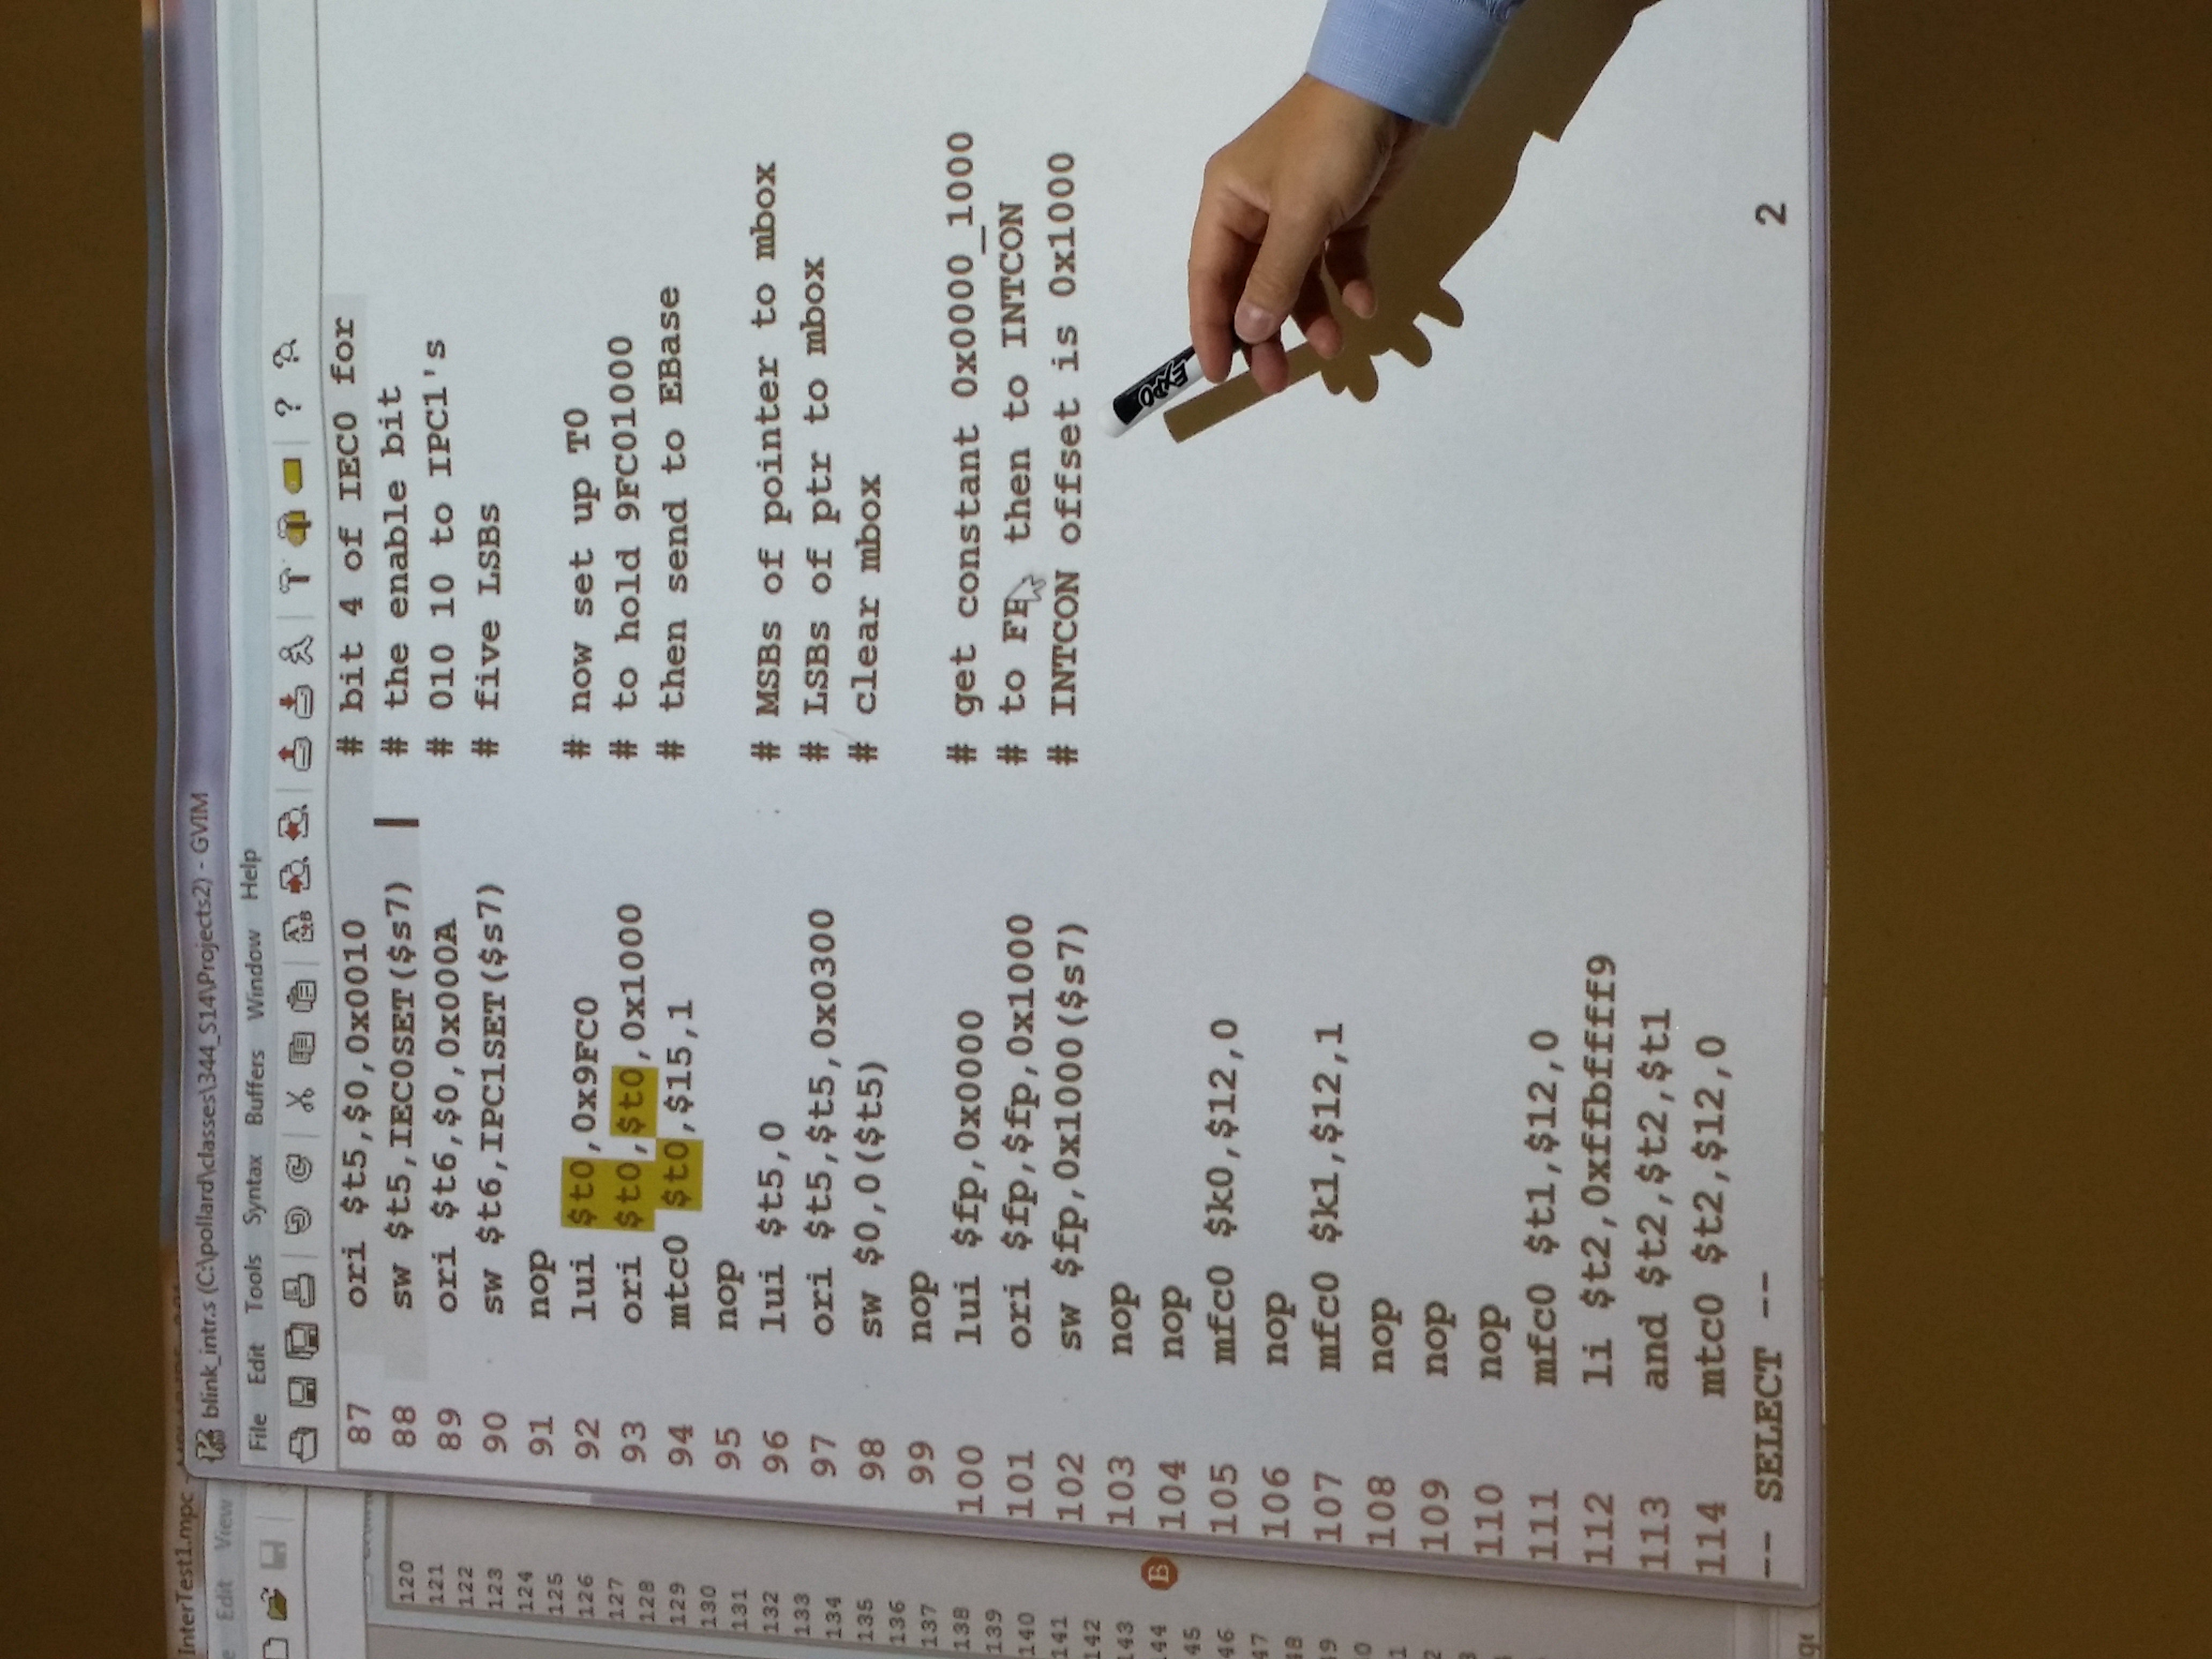 InterTest1.mpc
Edit View
blink_intr.s (C:\pollard\classes\344_S14\Projects2) - GVIM
File Edit Tools Syntax Buffers Window Help
87 ori $t5,$0,0x0010 # bit 4 of IEC0 for
88 sw $t5,IEC0SET($s7) # the enable bit
89 ori $t6,$0,0x000A # 010 10 to IPC1's
90 sw $t6,IPC1SET($s7) # five LSBs
91 nop
92 lui $t0,0x9FC0 # now set up T0
93 ori $t0,$t0,0x1000 # to hold 9FC01000
94 mtc0 $t0,$15,1 # then send to EBase
95 nop
96 lui $t5,0 # MSBs of pointer to mbox
97 ori $t5,$t5,0x0300 # LSBs of ptr to mbox
98 sw $0,0($t5) # clear mbox
99 nop
100 lui $fp,0x0000 # get constant 0x0000_1000
101 ori $fp,$fp,0x1000 # to FP, then to INTCON
102 sw $fp,0x1000($s7) # INTCON offset is 0x1000
103 nop
104 nop
105 mfc0 $k0,$12,0
106 nop
107 mfc0 $k1,$12,1
108 nop
109 nop
110 nop
111 mfc0 $t1,$12,0
112 li $t2,0xffbffff9
113 and $t2,$t2,$t1
114 mtc0 $t2,$12,0
-- SELECT -- 2
120
121
122
123
124
125
126
127
128
129
130
131
132
133
134
135
136
137
138
139
140
141
142
143
44
45
46
47
48
B
EXPO